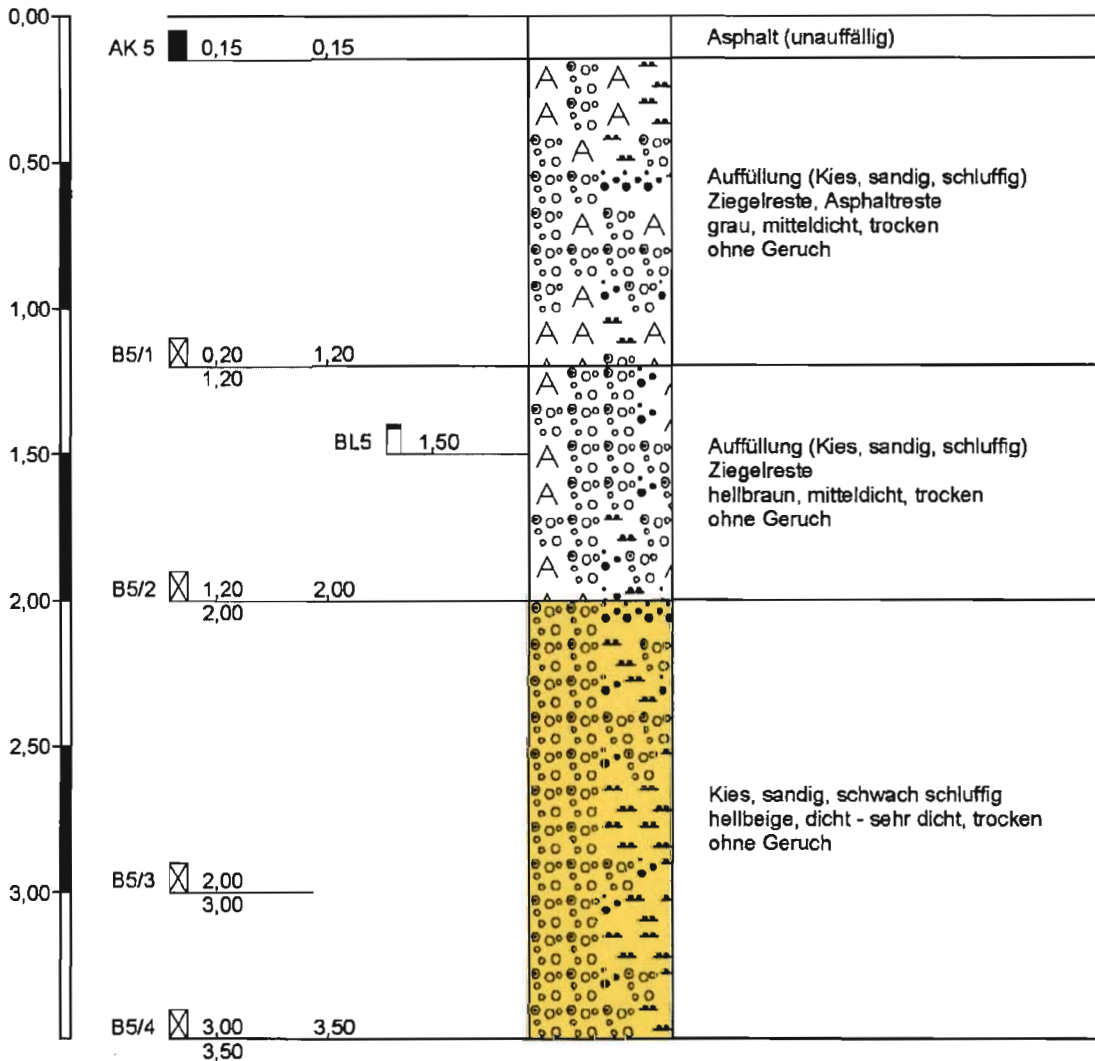 0,00
AK 5 0,15 0,15
Asphalt (unauffällig)
0,50
Auffüllung (Kies, sandig, schluffig)
Ziegelreste, Asphaltreste
grau, mitteldicht, trocken
ohne Geruch
1,00
B5/1 0,20 1,20
1,20
BL5 1,50
1,50
Auffüllung (Kies, sandig, schluffig)
Ziegelreste
hellbraun, mitteldicht, trocken
ohne Geruch
B5/2 1,20 2,00
2,00
2,00
2,50
Kies, sandig, schwach schluffig
hellbeige, dicht - sehr dicht, trocken
ohne Geruch
B5/3 2,00
3,00
3,00
B5/4 3,00 3,50
3,50